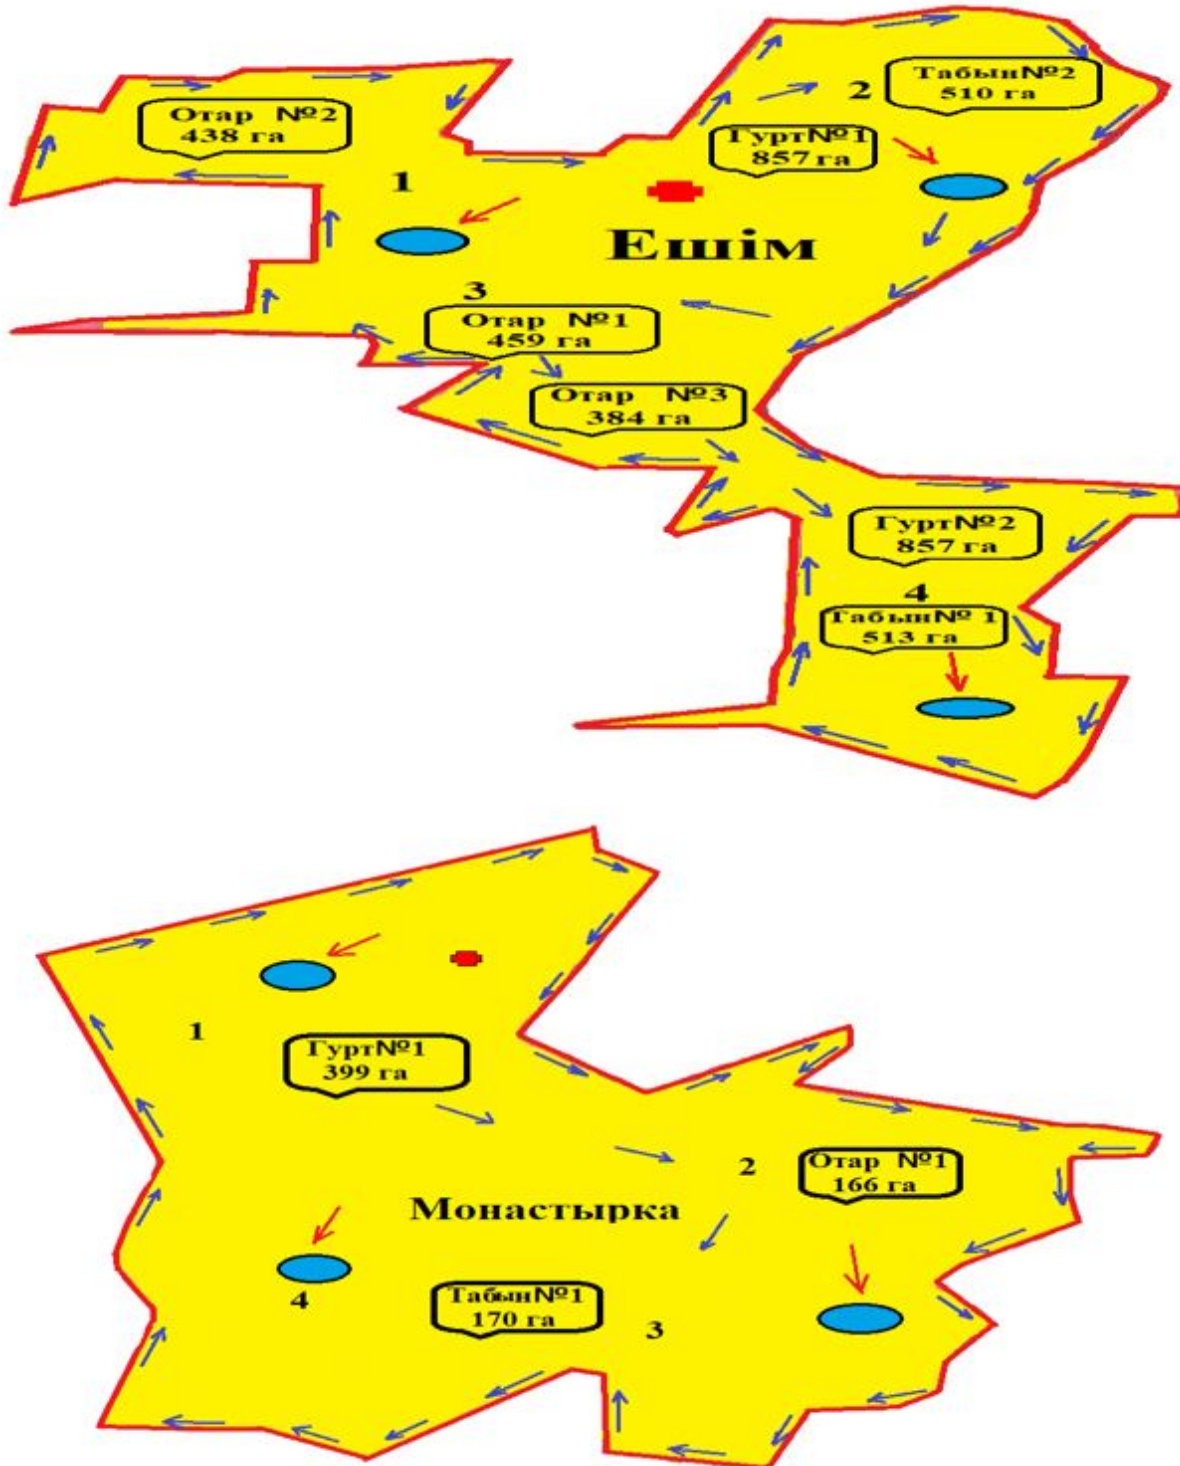 2
Табын№2
510 га
Отар №2
438 га
Гурт№1
857 га
1
Ешім
3
Отар №1
459 га
Отар №3
384 га
Гурт№2
857 га
4
Габын№ 1
513 га
1
Гурт№1
399 га
2
Отар №1
166 га
Монастырка
4
Табын№1
170 га
3